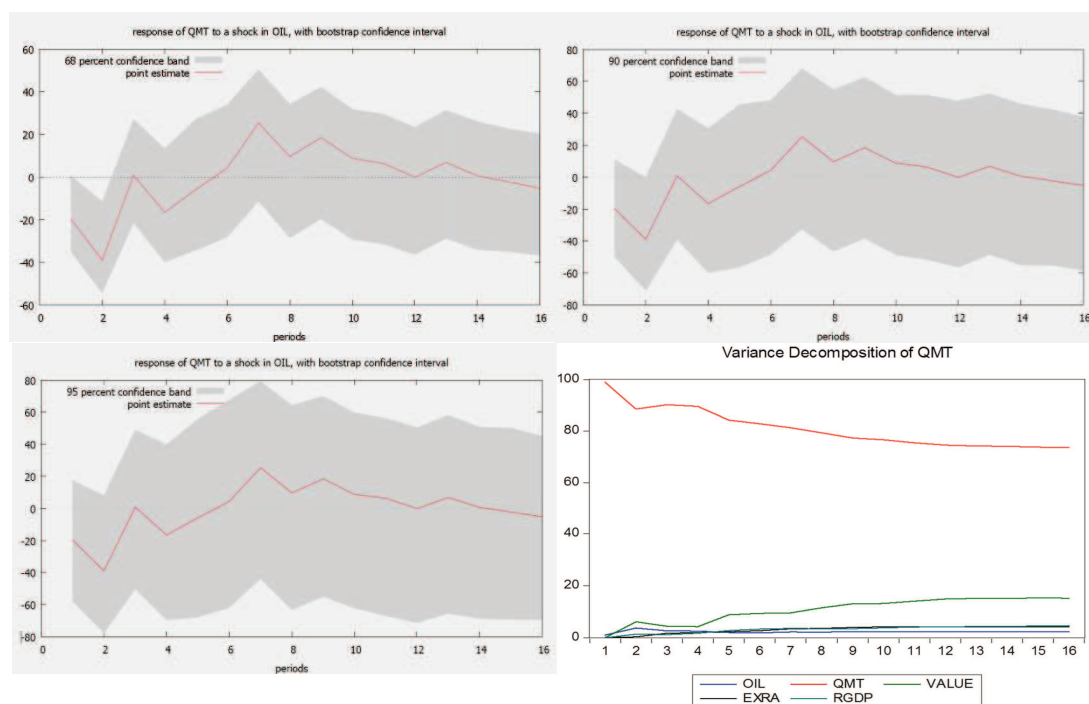 response of QMT to a shock in OIL, with bootstrap confidence interval
60
40
20
0
-20
-40
-60
68 percent confidence band
point estimate
0 2 4 6 8 10 12 14 16
periods
response of QMT to a shock in OIL, with bootstrap confidence interval
80
60
40
20
0
-20
-40
-60
-80
90 percent confidence band
point estimate
0 2 4 6 8 10 12 14 16
periods
response of QMT to a shock in OIL, with bootstrap confidence interval
80
60
40
20
0
-20
-40
-60
-80
95 percent confidence band
point estimate
0 2 4 6 8 10 12 14 16
periods
Variance Decomposition of QMT
100
80
60
40
20
0
1 2 3 4 5 6 7 8 9 10 11 12 13 14 15 16
OIL QMT VALUE
EXRA RGDP